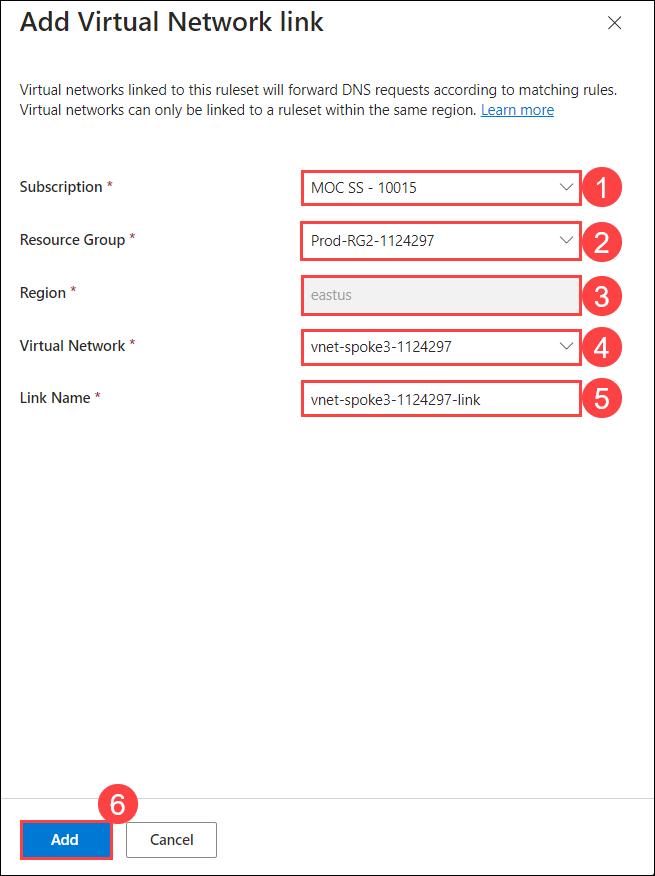 Add Virtual Network link
Virtual networks linked to this ruleset will forward DNS requests according to matching rules.
Virtual networks can only be linked to a ruleset within the same region. Learn more
Subscription * MOC SS - 10015 1
Resource Group * Prod-RG2-1124297 2
Region * eastus 3
Virtual Network * vnet-spoke3-1124297 4
Link Name * vnet-spoke3-1124297-link 5
6
Add Cancel